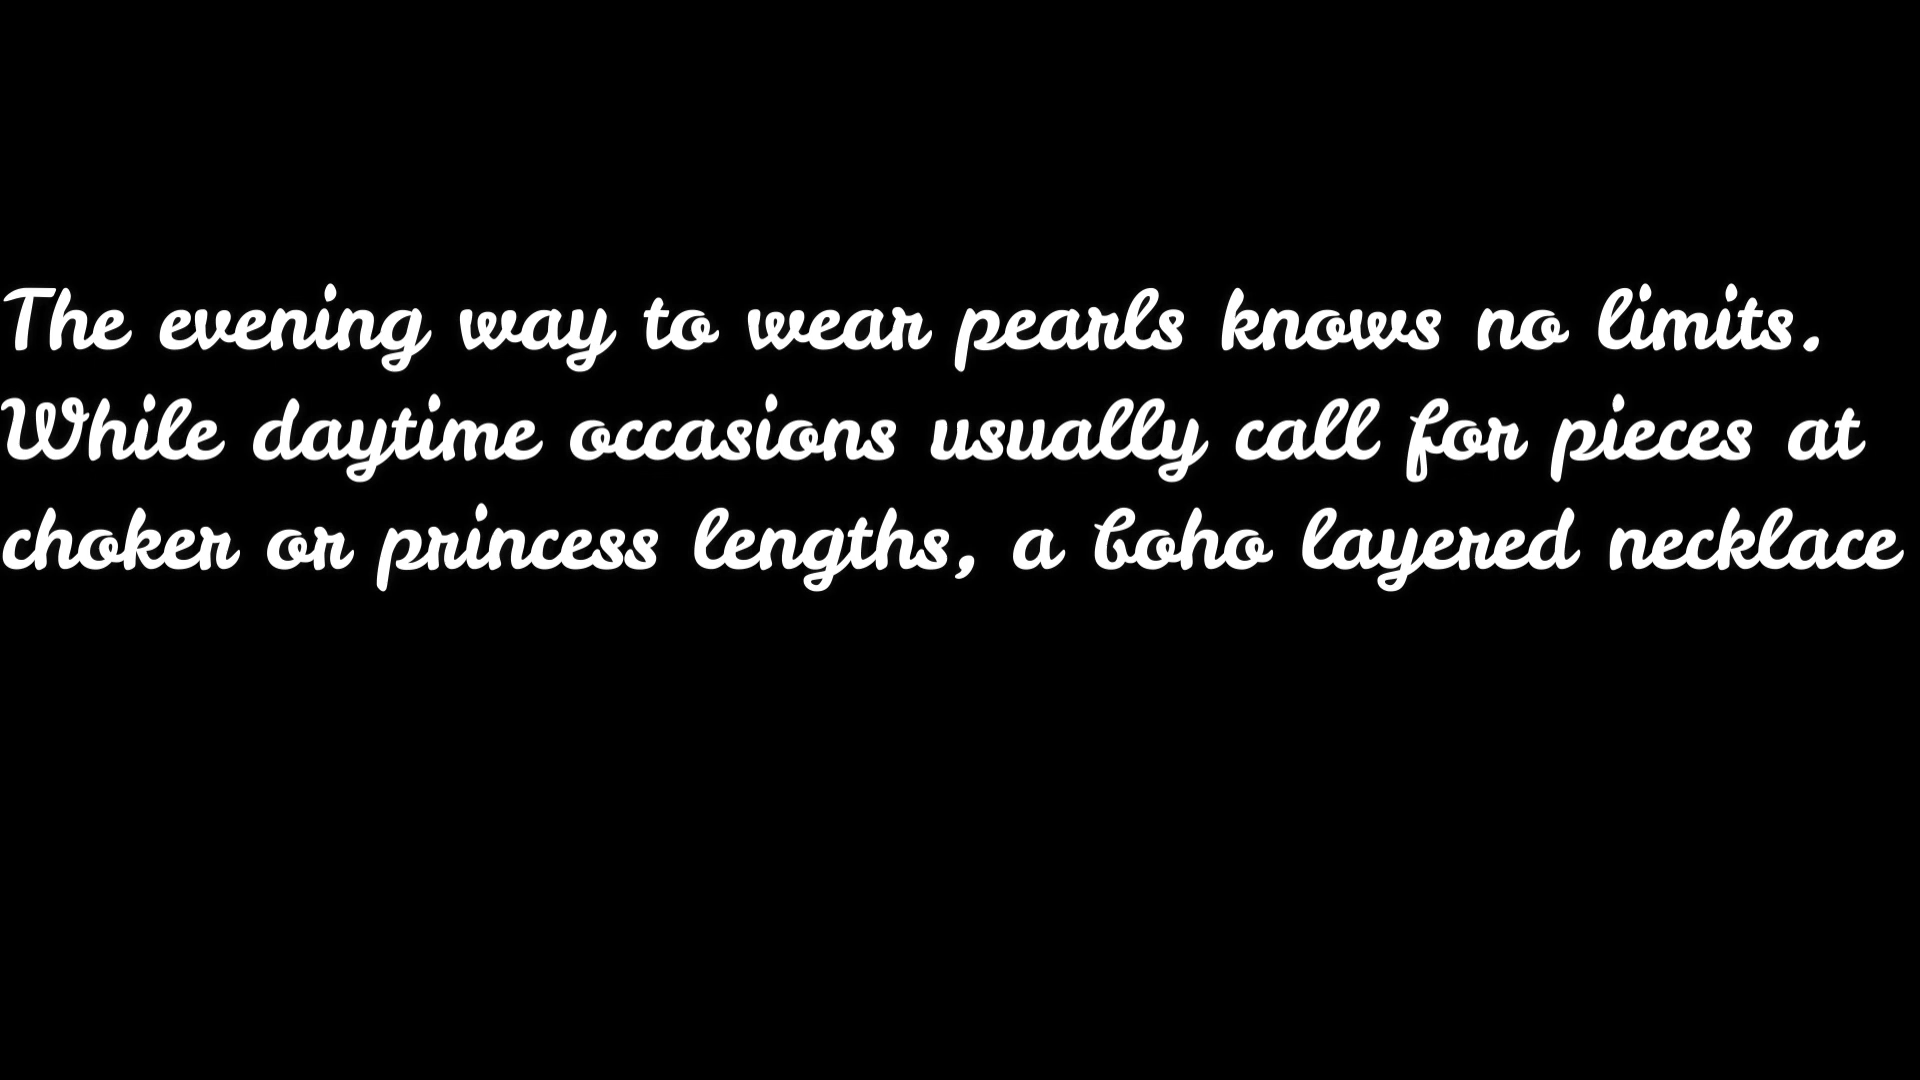 The evening way to wear pearls knows no limits.
While daytime occasions usually call for pieces at
choker or princess lengths, a boho layered necklace